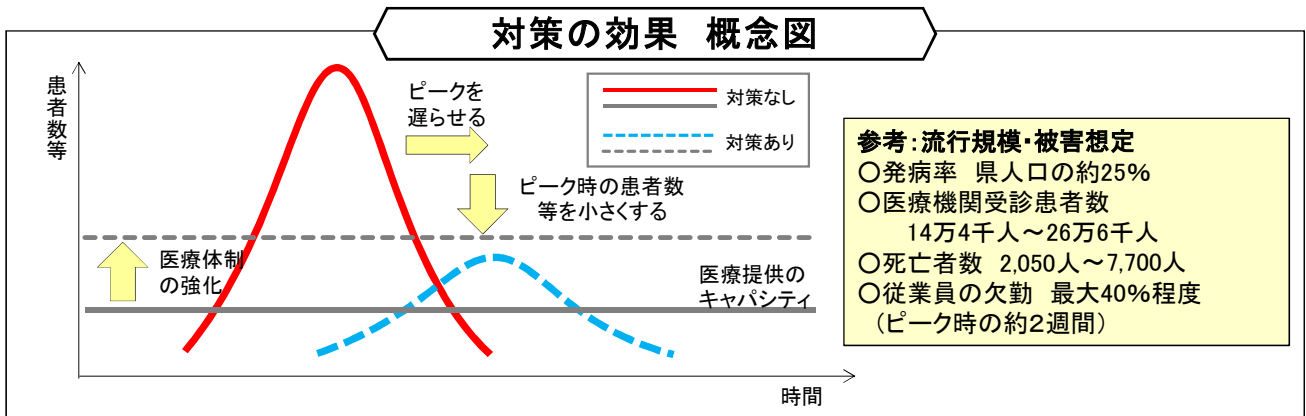 対策の効果 概念図
患者数等
ピークを
遅らせる
対策なし
対策あり
ピーク時の患者数
等を小さくする
医療体制
の強化
医療提供の
キャパシティ
時間
参考：流行規模・被害想定
○発病率 県人口の約25%
○医療機関受診患者数
14万4千人～26万6千人
○死亡者数 2,050人～7,700人
○従業員の欠勤 最大40%程度
（ピーク時の約２週間）